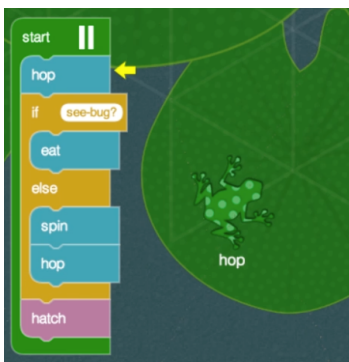 start
hop
if see-bug?
eat
else
spin
hop
hatch
hop